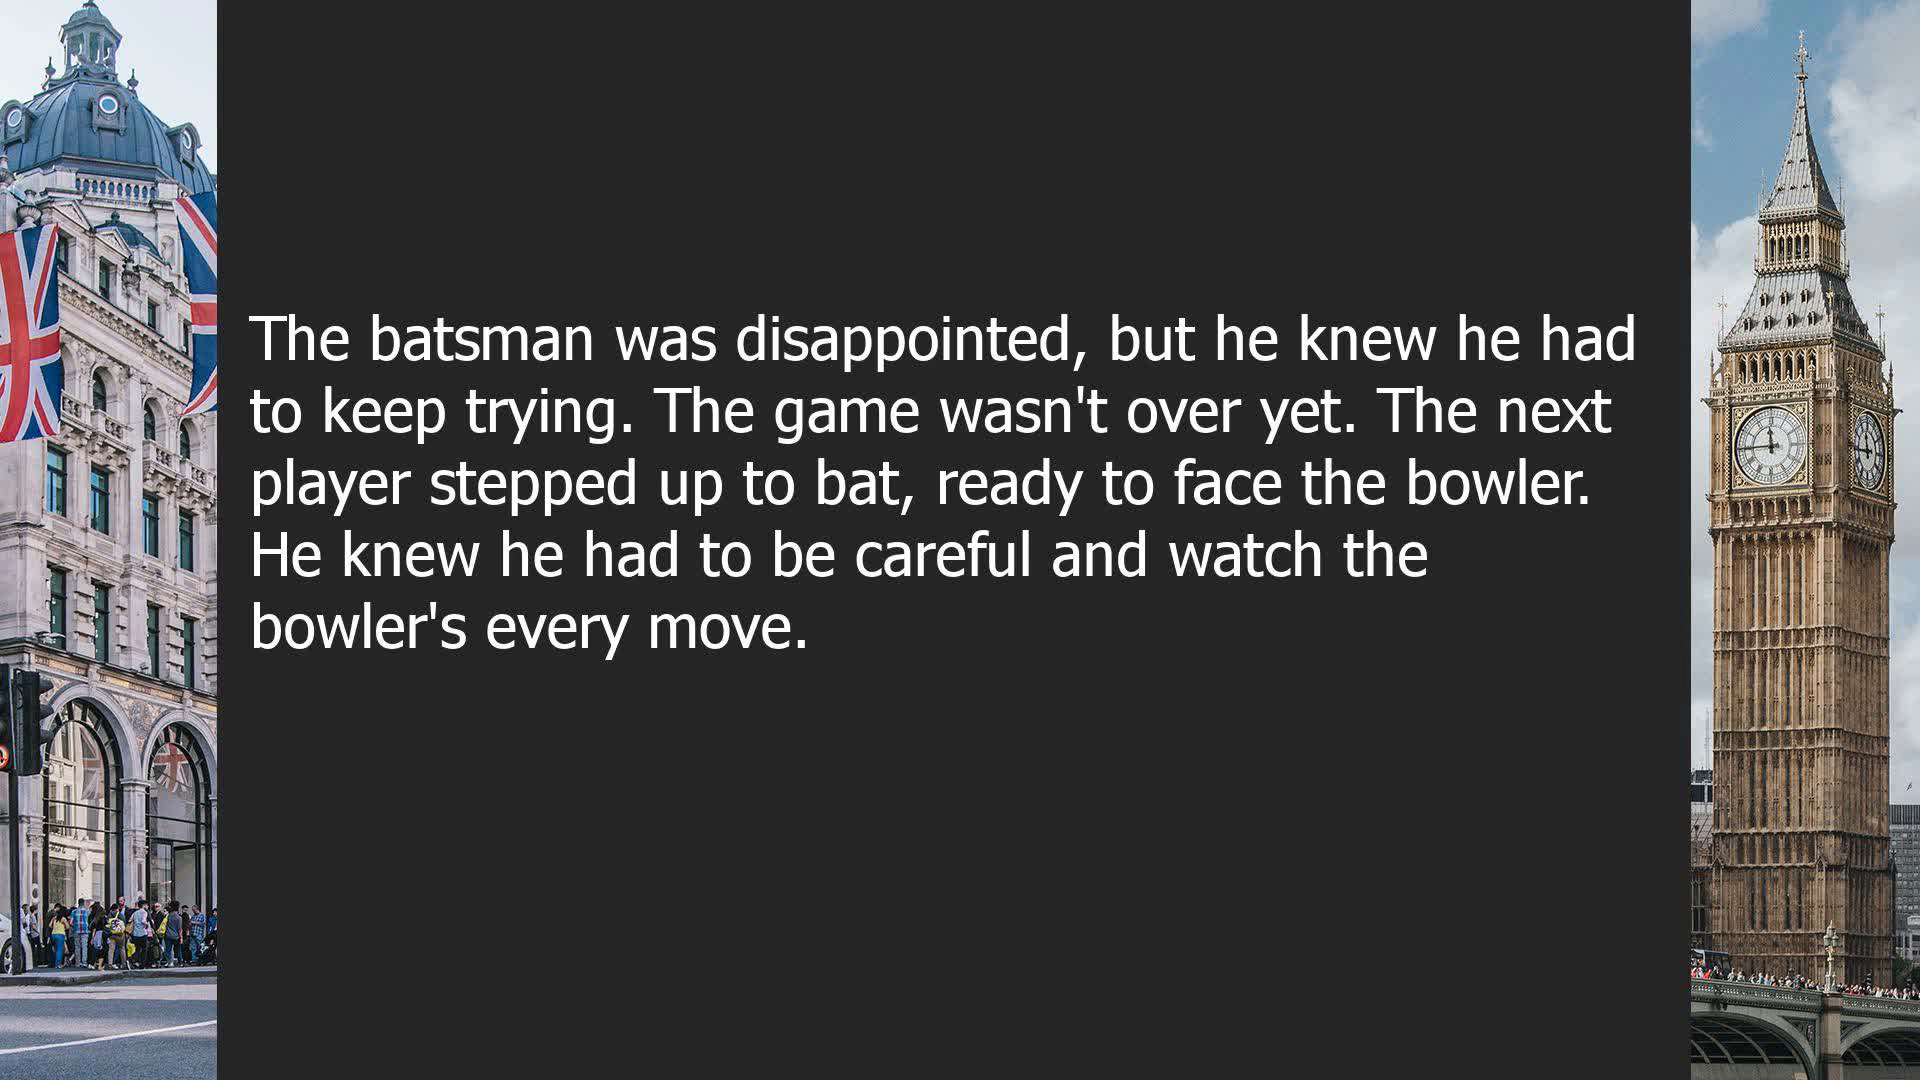 The batsman was disappointed, but he knew he had
to keep trying. The game wasn't over yet. The next
player stepped up to bat, ready to face the bowler.
He knew he had to be careful and watch the
bowler's every move.